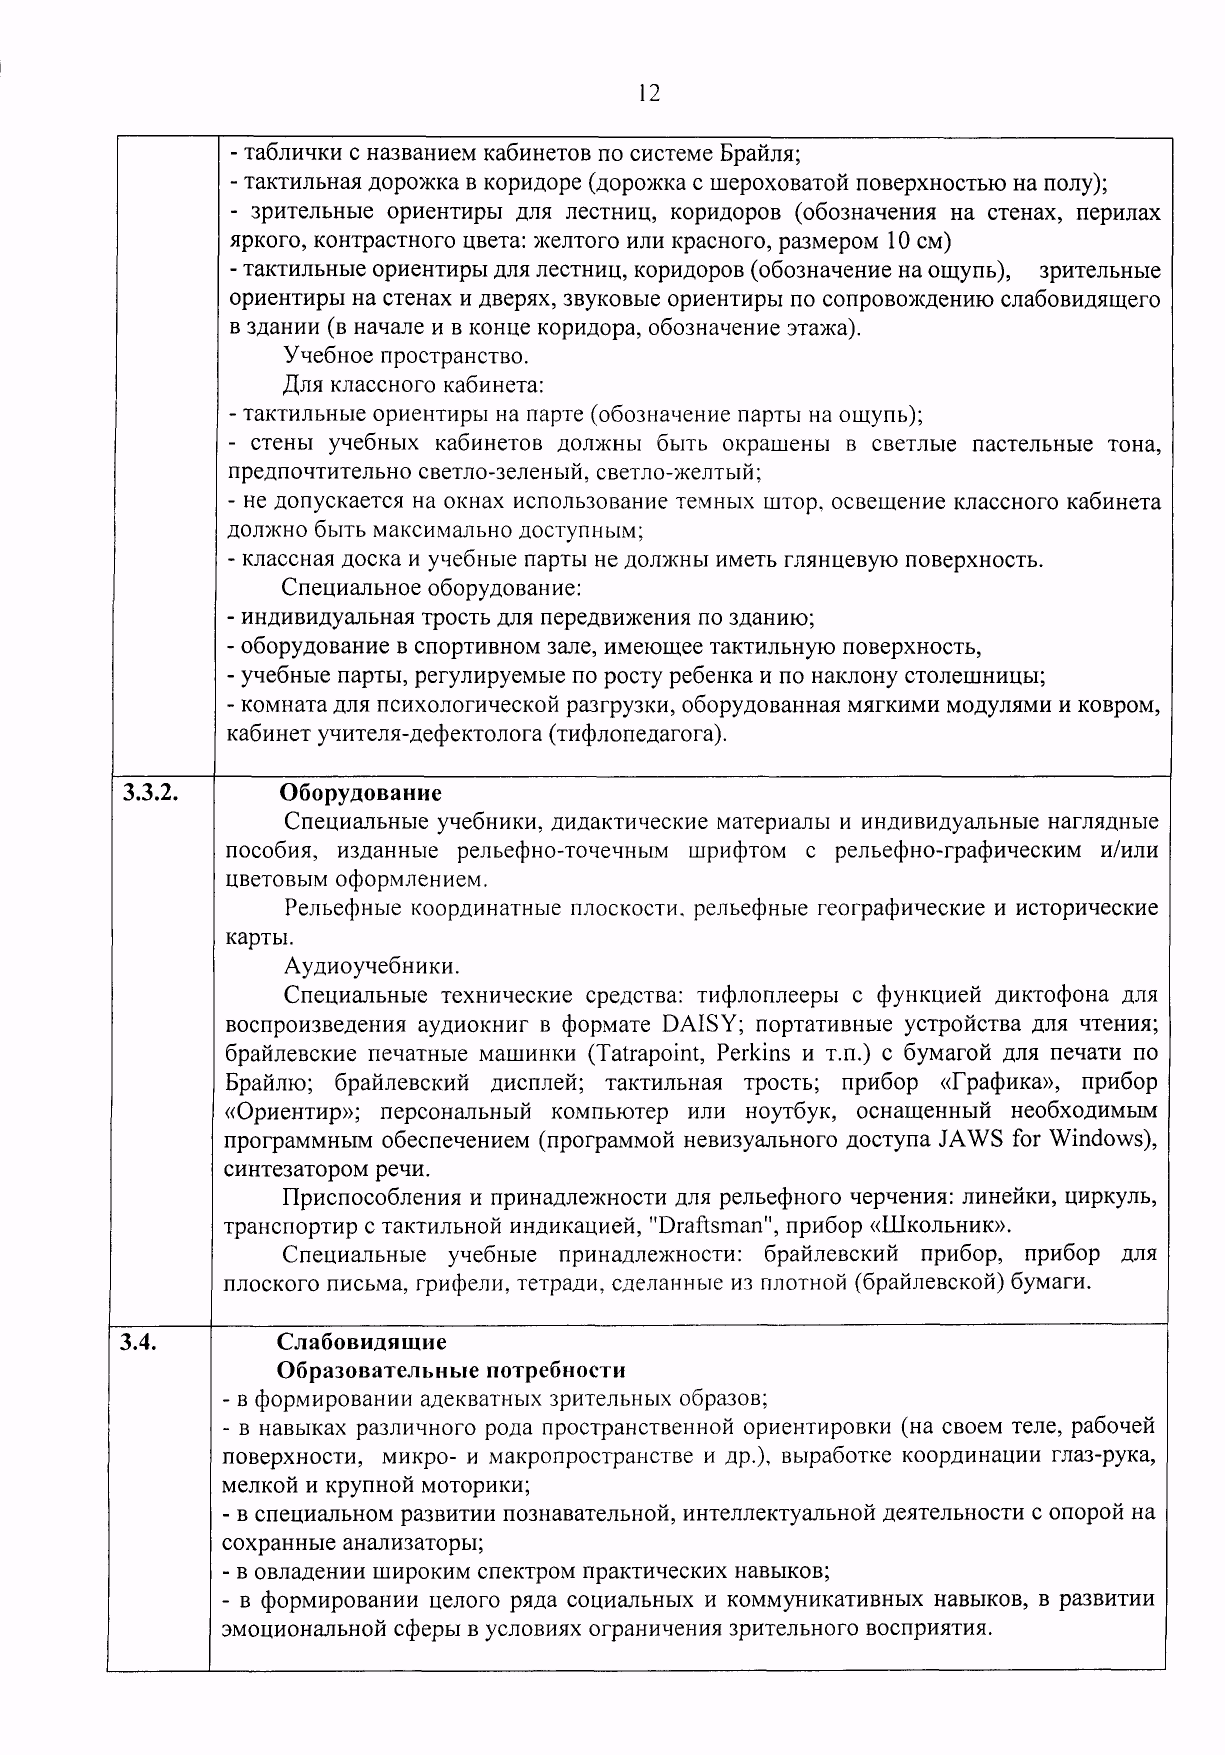 12
- таблички с названием кабинетов по системе Брайля;
- тактильная дорожка в коридоре (дорожка с шероховатой поверхностью на полу);
- зрительные ориентиры для лестниц, коридоров (обозначения на стенах, перилах
яркого, контрастного цвета: желтого или красного, размером 10 см)
- тактильные ориентиры для лестниц, коридоров (обозначение на ощупь), зрительные
ориентиры на стенах и дверях, звуковые ориентиры по сопровождению слабовидящего
в здании (в начале и в конце коридора, обозначение этажа).
Учебное пространство.
Для классного кабинета:
- тактильные ориентиры на парте (обозначение парты на ощупь);
- стены учебных кабинетов должны быть окрашены в светлые пастельные тона,
предпочтительно светло-зеленый, светло-желтый;
- не допускается на окнах использование темных штор, освещение классного кабинета
должно быть максимально доступным;
- классная доска и учебные парты не должны иметь глянцевую поверхность.
Специальное оборудование:
- индивидуальная трость для передвижения по зданию;
- оборудование в спортивном зале, имеющее тактильную поверхность,
- учебные парты, регулируемые по росту ребенка и по наклону столешницы;
- комната для психологической разгрузки, оборудованная мягкими модулями и ковром,
кабинет учителя-дефектолога (тифлопедагога).
3.3.2. Оборудование
Специальные учебники, дидактические материалы и индивидуальные наглядные
пособия, изданные рельефно-точечным шрифтом с рельефно-графическим и/или
цветовым оформлением.
Рельефные координатные плоскости, рельефные географические и исторические
карты.
Аудиоучебники.
Специальные технические средства: тифлоплееры с функцией диктофона для
воспроизведения аудиокниг в формате DAISY; портативные устройства для чтения;
брайлевские печатные машинки (Tatrapoint, Perkins и т.п.) с бумагой для печати по
Брайлю; брайлевский дисплей; тактильная трость; прибор «Графика», прибор
«Ориентир»; персональный компьютер или ноутбук, оснащенный необходимым
программным обеспечением (программой невизуального доступа JAWS for Windows),
синтезатором речи.
Приспособления и принадлежности для рельефного черчения: линейки, циркуль,
транспортир с тактильной индикацией, "Draftsman", прибор «Школьник».
Специальные учебные принадлежности: брайлевский прибор, прибор для
плоского письма, грифели, тетради, сделанные из плотной (брайлевской) бумаги.
3.4. Слабовидящие
Образовательные потребности
- в формировании адекватных зрительных образов;
- в навыках различного рода пространственной ориентировки (на своем теле, рабочей
поверхности, микро- и макропространстве и др.), выработке координации глаз-рука,
мелкой и крупной моторики;
- в специальном развитии познавательной, интеллектуальной деятельности с опорой на
сохранные анализаторы;
- в овладении широким спектром практических навыков;
- в формировании целого ряда социальных и коммуникативных навыков, в развитии
эмоциональной сферы в условиях ограничения зрительного восприятия.